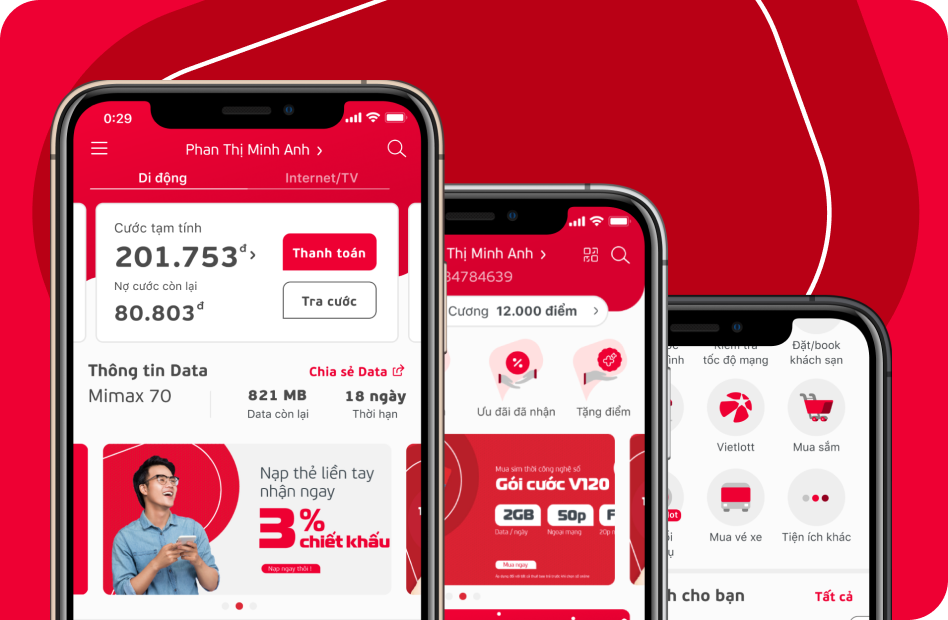 0:29
Phan Thị Minh Anh
Di động
Internet/TV
Cước tạm tính
201.753đ
Thanh toán
Nợ cước còn lại
80.803đ
Tra cước
Thông tin Data
Chia sẻ Data
Mimax 70
821 MB
Data còn lại
18 ngày
Thời hạn
Nạp thẻ liền tay
nhận ngay
3%
chiết khấu
Nạp ngay thôi !
Thị Minh Anh
34784639
Cương 12.000 điểm
Ưu đãi đã nhận
Tặng điểm
Mua sim thời công nghệ số
Gói cước V120
2GB
Data / ngày
50p
Ngoại mạng
F
20p
Mua ngay
Kiểm tra
tốc độ mạng
Đặt/book
khách sạn
Vietlott
Mua sắm
Mua vé xe
Tiện ích khác
h cho bạn
Tất cả